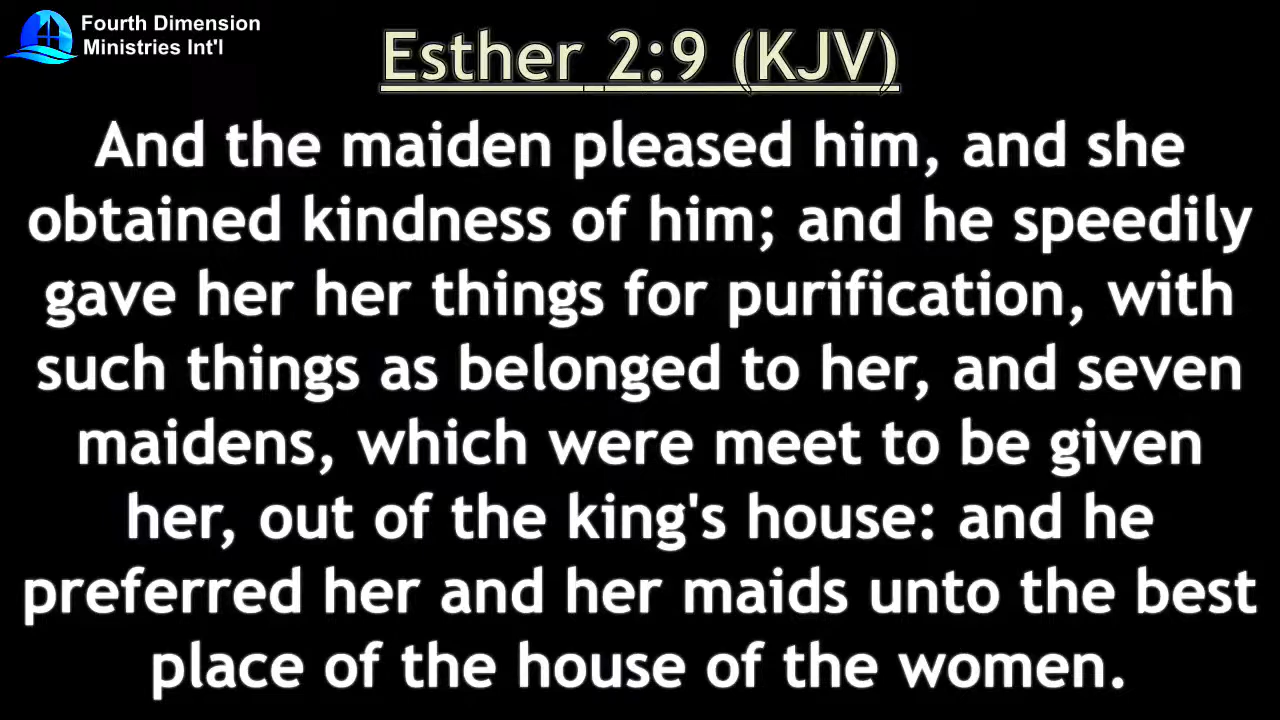 Fourth Dimension
Ministries Int'l
Esther 2:9 (KJV)
And the maiden pleased him, and she
obtained kindness of him; and he speedily
gave her her things for purification, with
such things as belonged to her, and seven
maidens, which were meet to be given
her, out of the king's house: and he
preferred her and her maids unto the best
place of the house of the women.